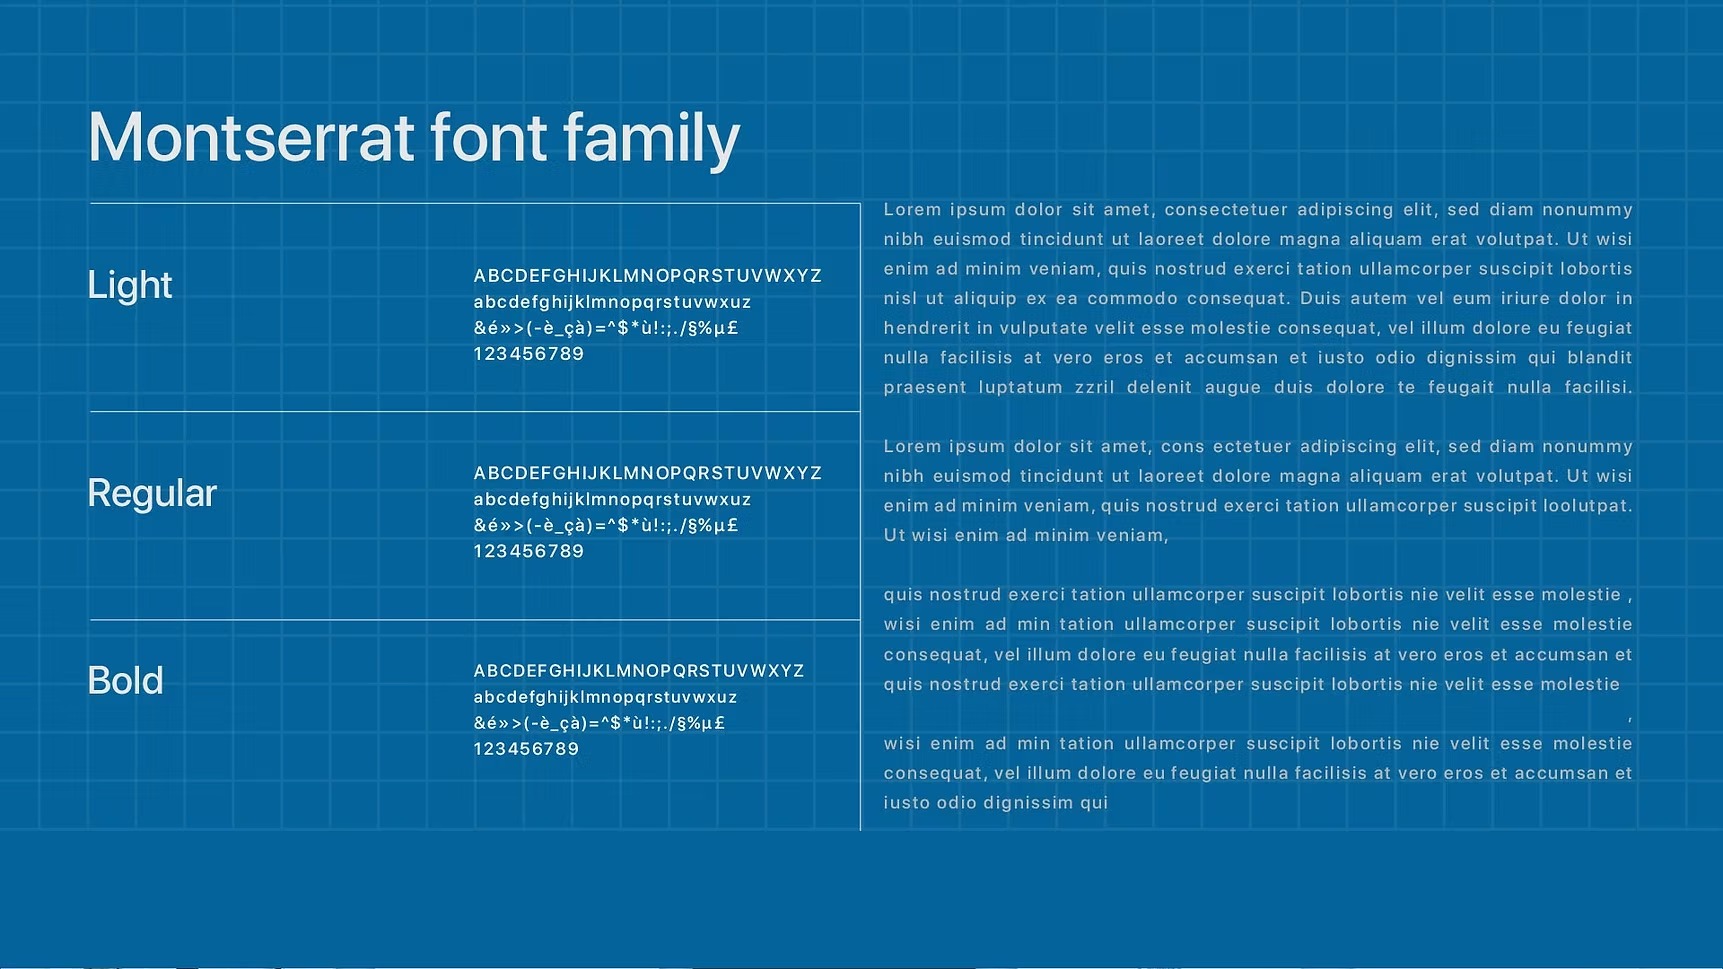 Montserrat font family
Light
ABCDEFGHIJKLMNOPQRSTUVWXYZ
abcdefghijklmnopqrstuvwxuz
&é»>(-è_çà)=^$*ù!:;./§%µ£
123456789
Regular
ABCDEFGHIJKLMNOPQRSTUVWXYZ
abcdefghijklmnopqrstuvwxuz
&é»>(-è_çà)=^$*ù!:;./§%µ£
123456789
Bold
ABCDEFGHIJKLMNOPQRSTUVWXYZ
abcdefghijklmnopqrstuvwxuz
&é»>(-è_çà)=^$*ù!:;./§%µ£
123456789
Lorem ipsum dolor sit amet, consectetuer adipiscing elit, sed diam nonummy
nibh euismod tincidunt ut laoreet dolore magna aliquam erat volutpat. Ut wisi
enim ad minim veniam, quis nostrud exerci tation ullamcorper suscipit lobortis
nisl ut aliquip ex ea commodo consequat. Duis autem vel eum iriure dolor in
hendrerit in vulputate velit esse molestie consequat, vel illum dolore eu feugiat
nulla facilisis at vero eros et accumsan et iusto odio dignissim qui blandit
praesent luptatum zzril delenit augue duis dolore te feugait nulla facilisi.
Lorem ipsum dolor sit amet, cons ectetuer adipiscing elit, sed diam nonummy
nibh euismod tincidunt ut laoreet dolore magna aliquam erat volutpat. Ut wisi
enim ad minim veniam, quis nostrud exerci tation ullamcorper suscipit loolutpat.
Ut wisi enim ad minim veniam,
quis nostrud exerci tation ullamcorper suscipit lobortis nie velit esse molestie ,
wisi enim ad min tation ullamcorper suscipit lobortis nie velit esse molestie
consequat, vel illum dolore eu feugiat nulla facilisis at vero eros et accumsan et
quis nostrud exerci tation ullamcorper suscipit lobortis nie velit esse molestie
,
wisi enim ad min tation ullamcorper suscipit lobortis nie velit esse molestie
consequat, vel illum dolore eu feugiat nulla facilisis at vero eros et accumsan et
iusto odio dignissim qui